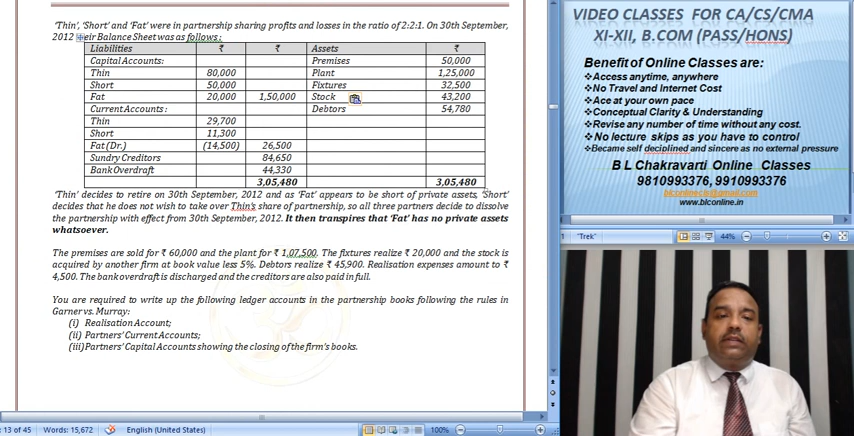 'Thin', 'Short' and 'Fat' were in partnership sharing profits and losses in the ratio of 2:2:1. On 30th September,
2012 eir Balance Sheet was as follows :
Liabilities ₹ ₹ Assets ₹
Capital Accounts: Premises 50,000
Thin 80,000 Plant 1,25,000
Short 50,000 Fixtures 32,500
Fat 20,000 1,50,000 Stock 43,200
Current Accounts : Debtors 54,780
Thin 29,700
Short 11,300
Fat (Dr.) (14,500) 26,500
Sundry Creditors 84,650
Bank Overdraft 44,330
3,05,480 3,05,480
'Thin' decides to retire on 30th September, 2012 and as 'Fat' appears to be short of private assets, 'Short'
decides that he does not wish to take over Thin's share of partnership, so all three partners decide to dissolve
the partnership with effect from 30th September, 2012. It then transpires that 'Fat' has no private assets
whatsoever.
The premises are sold for ₹ 60,000 and the plant for ₹ 1,07,500. The fixtures realize ₹ 20,000 and the stock is
acquired by another firm at book value less 5%. Debtors realize ₹ 45,900. Realisation expenses amount to ₹
4,500. The bank overdraft is discharged and the creditors are also paid in full.
You are required to write up the following ledger accounts in the partnership books following the rules in
Garner vs. Murray:
(i) Realisation Account;
(ii) Partners' Current Accounts;
(iii) Partners' Capital Accounts showing the closing of the firm's books.
: 13 of 45 Words: 15,672 English (United States) 100%
VIDEO CLASSES FOR CA/CS/CMA
XI-XII, B.COM (PASS/HONS)
Benefit of Online Classes are:
❖Access anytime, anywhere
❖No Travel and Internet Cost
❖Ace at your own pace
❖Conceptual Clarity & Understanding
❖Revise any number of time without any cost.
❖No lecture skips as you have to control
❖Became self deciplined and sincere as no external pressure
B L Chakravarti Online Classes
9810993376, 9910993376
blconlinecls@gmail.com
www.blconline.in
1 "Trek" 44%